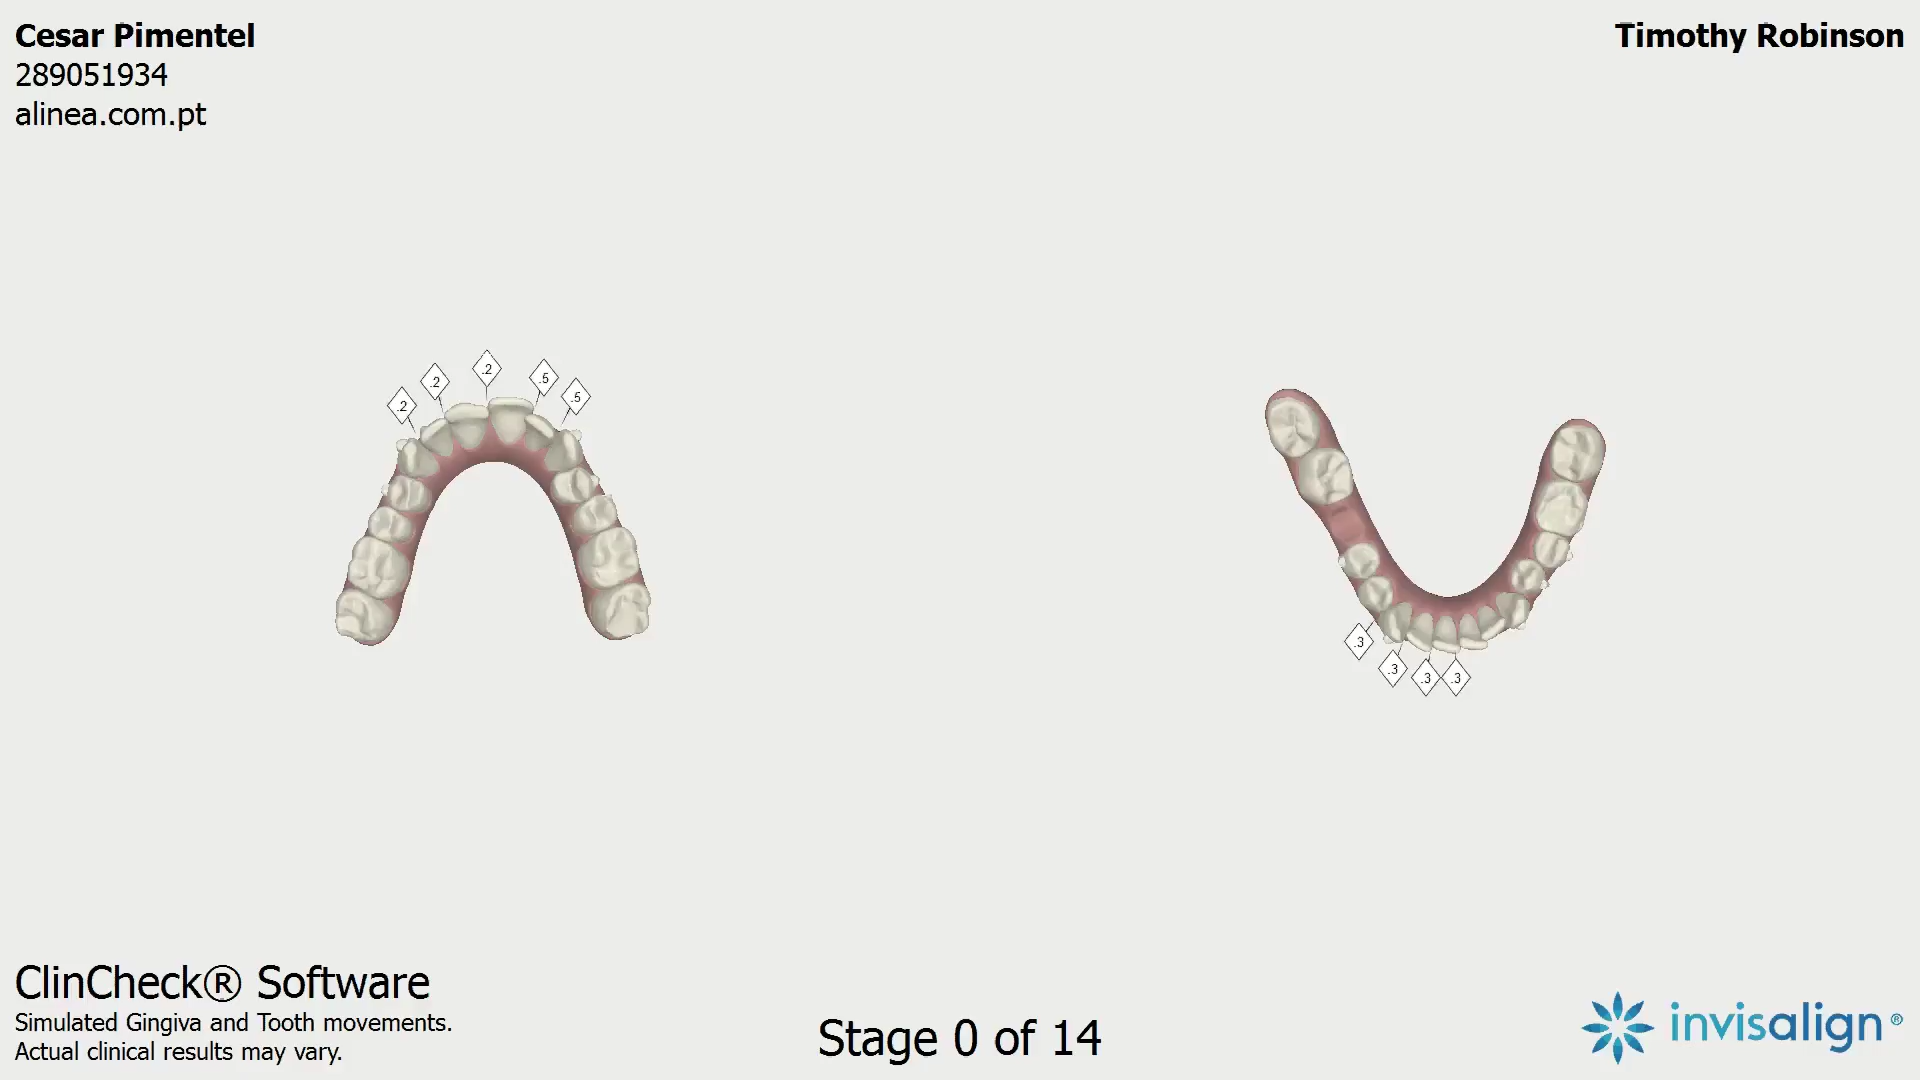 Cesar Pimentel
289051934
alinea.com.pt
Timothy Robinson
.2
.2
.2
.5
.5
.3
.3
.3
.3
ClinCheck® Software
Simulated Gingiva and Tooth movements.
Actual clinical results may vary.
Stage 0 of 14
invisalign®